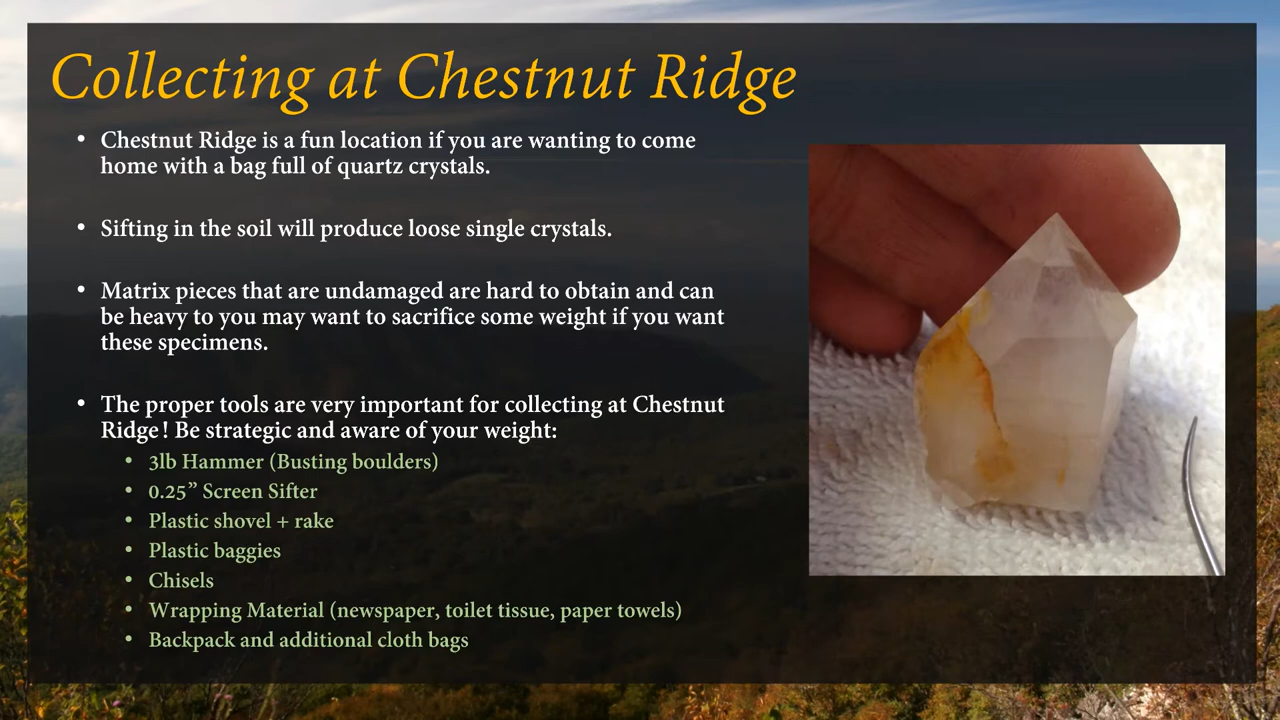 Collecting at Chestnut Ridge
• Chestnut Ridge is a fun location if you are wanting to come
home with a bag full of quartz crystals.
• Sifting in the soil will produce loose single crystals.
• Matrix pieces that are undamaged are hard to obtain and can
be heavy to you may want to sacrifice some weight if you want
these specimens.
• The proper tools are very important for collecting at Chestnut
Ridge! Be strategic and aware of your weight:
• 3lb Hammer (Busting boulders)
• 0.25” Screen Sifter
• Plastic shovel + rake
• Plastic baggies
• Chisels
• Wrapping Material (newspaper, toilet tissue, paper towels)
• Backpack and additional cloth bags